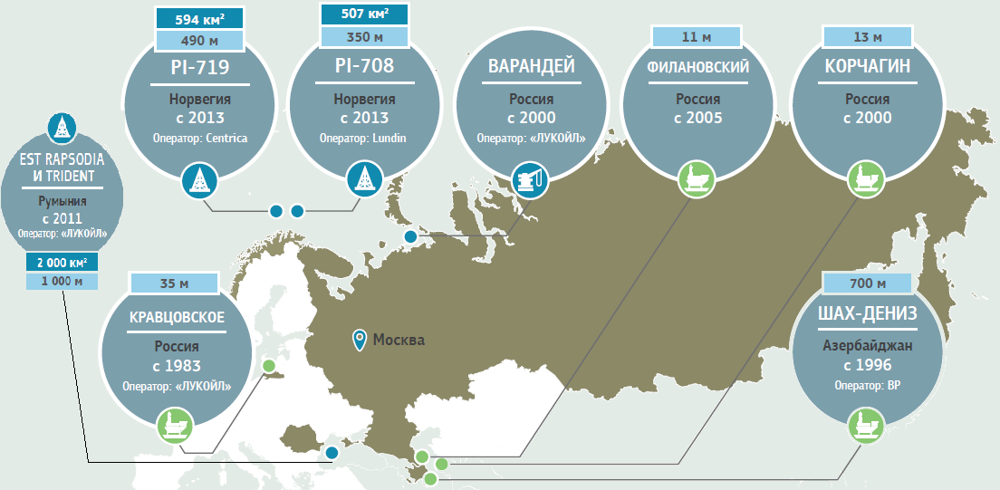 594 км²
490 м
PI-719
Норвегия
с 2013
Оператор: Centrica
507 км²
350 м
PI-708
Норвегия
с 2013
Оператор: Lundin
ВАРАНДЕЙ
Россия
с 2000
Оператор: «ЛУКОЙЛ»
11 м
ФИЛАНОВСКИЙ
Россия
с 2005
13 м
КОРЧАГИН
Россия
с 2000
EST RAPSODIA
И TRIDENT
Румыния
с 2011
Оператор: «ЛУКОЙЛ»
2 000 км²
1 000 м
35 м
КРАВЦОВСКОЕ
Россия
с 1983
Оператор: «ЛУКОЙЛ»
Москва
700 м
ШАХ-ДЕНИЗ
Азербайджан
с 1996
Оператор: BP